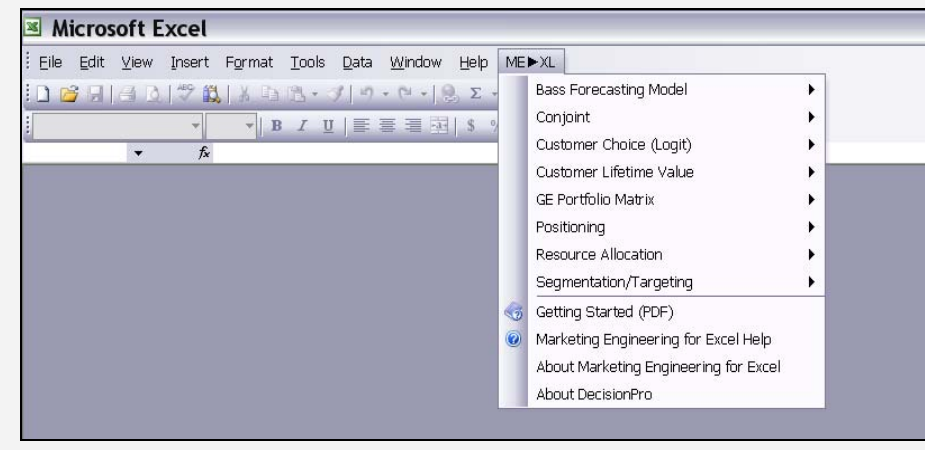 Microsoft Excel
File Edit View Insert Format Tools Data Window Help ME▶XL
ABC Σ
B I U a $ %
fx
Bass Forecasting Model
Conjoint
Customer Choice (Logit)
Customer Lifetime Value
GE Portfolio Matrix
Positioning
Resource Allocation
Segmentation/Targeting
Getting Started (PDF)
Marketing Engineering for Excel Help
About Marketing Engineering for Excel
About DecisionPro